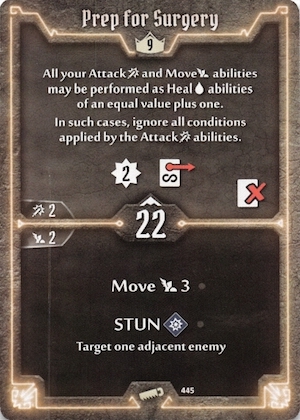 Prep for Surgery
9
All your Attack and Move abilities
may be performed as Heal abilities
of an equal value plus one.
In such cases, ignore all conditions
applied by the Attack abilities.
2
2
22
2
Move 3
STUN
Target one adjacent enemy
445